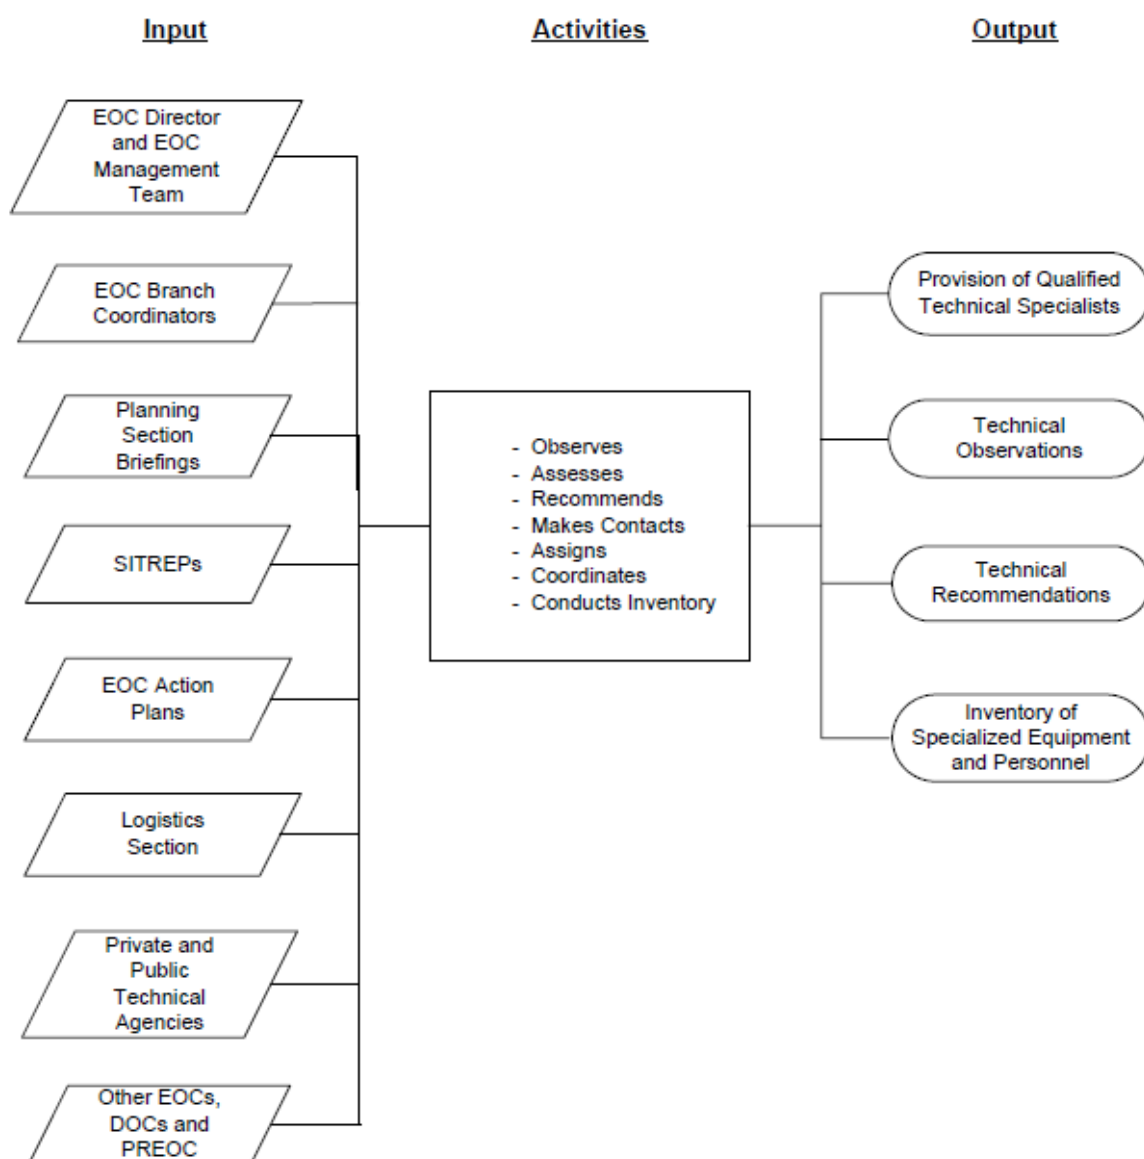 Input
Activities
Output
EOC Director
and EOC
Management
Team
EOC Branch
Coordinators
Planning
Section
Briefings
SITREPs
EOC Action
Plans
Logistics
Section
Private and
Public
Technical
Agencies
Other EOCs,
DOCs and
PREOC
- Observes
- Assesses
- Recommends
- Makes Contacts
- Assigns
- Coordinates
- Conducts Inventory
Provision of Qualified
Technical Specialists
Technical
Observations
Technical
Recommendations
Inventory of
Specialized Equipment
and Personnel